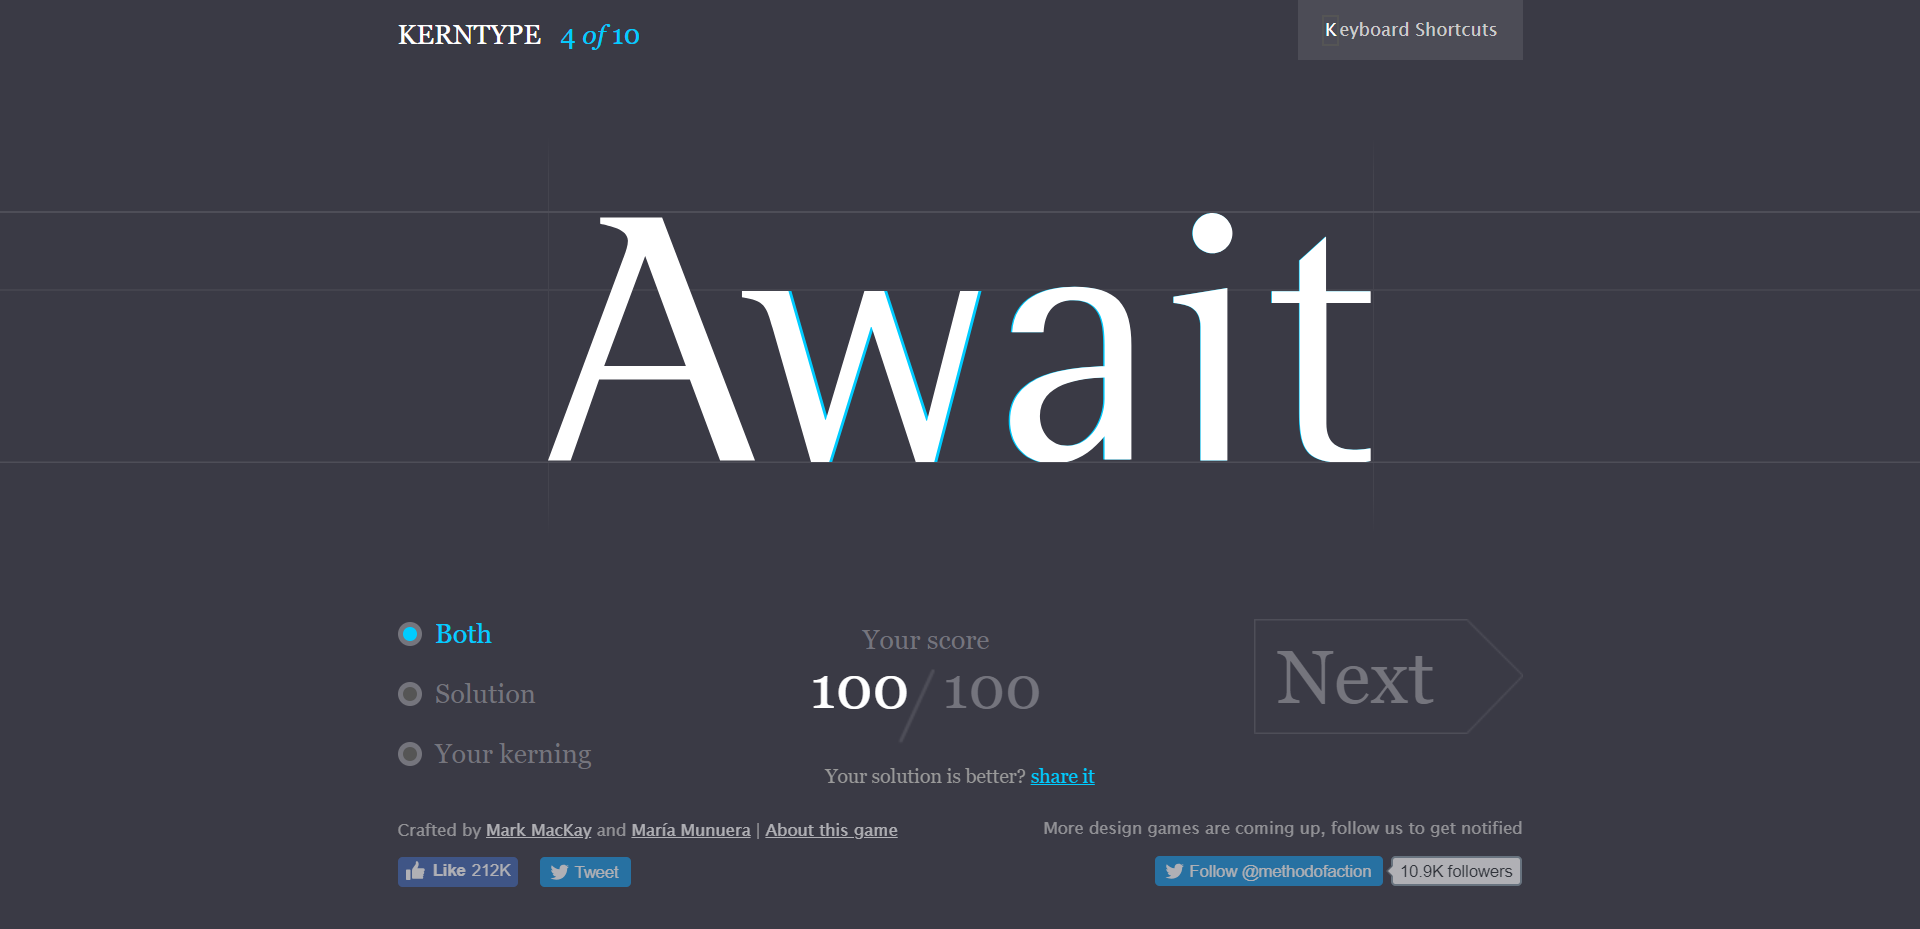 KERNTYPE 4 of 10
Keyboard Shortcuts
Await
Both
Solution
Your kerning
Your score
100/100
Your solution is better? share it
Next
Crafted by Mark MacKay and María Munuera | About this game
More design games are coming up, follow us to get notified
Like 212K
Tweet
Follow @methodofaction
10.9K followers